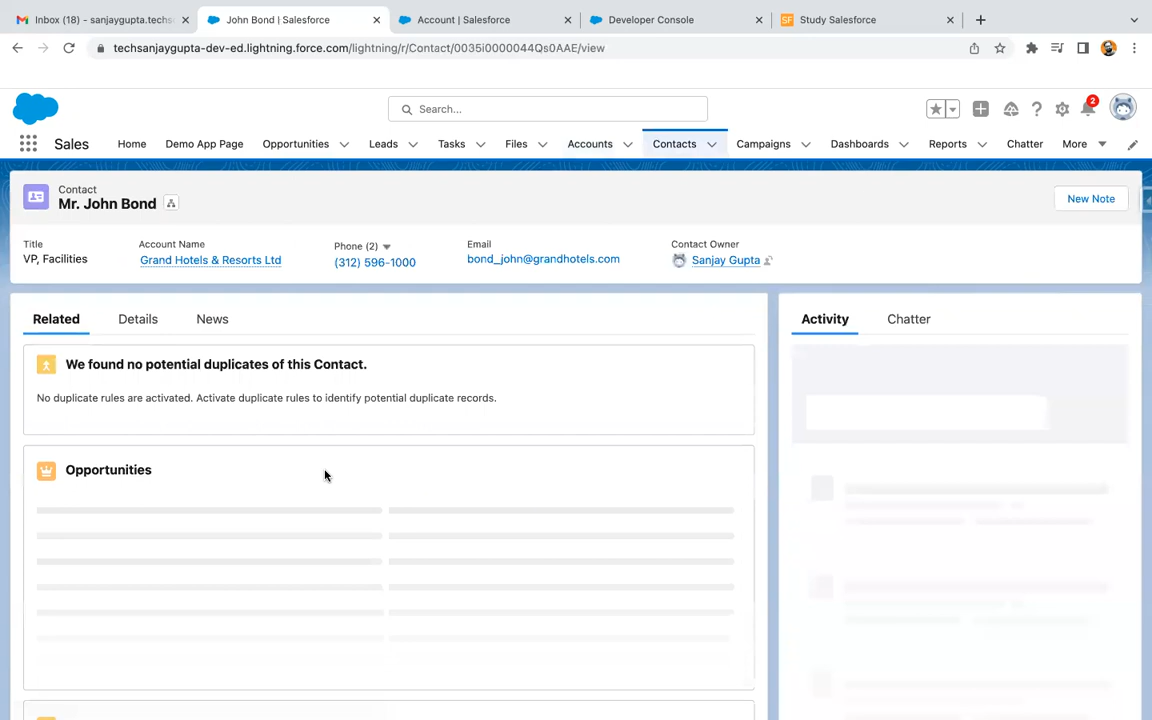 Inbox (18) - sanjaygupta.techs
John Bond | Salesforce
Account | Salesforce
Developer Console
SF Study Salesforce
techsanjaygupta-dev-ed.lightning.force.com/lightning/r/Contact/0035i0000044Qs0AAE/view
Search...
2
Sales
Home
Demo App Page
Opportunities
Leads
Tasks
Files
Accounts
Contacts
Campaigns
Dashboards
Reports
Chatter
More
Contact
Mr. John Bond
New Note
Title
Account Name
Phone (2)
Email
Contact Owner
VP, Facilities
Grand Hotels & Resorts Ltd
(312) 596-1000
bond_john@grandhotels.com
Sanjay Gupta
Related
Details
News
Activity
Chatter
We found no potential duplicates of this Contact.
No duplicate rules are activated. Activate duplicate rules to identify potential duplicate records.
Opportunities